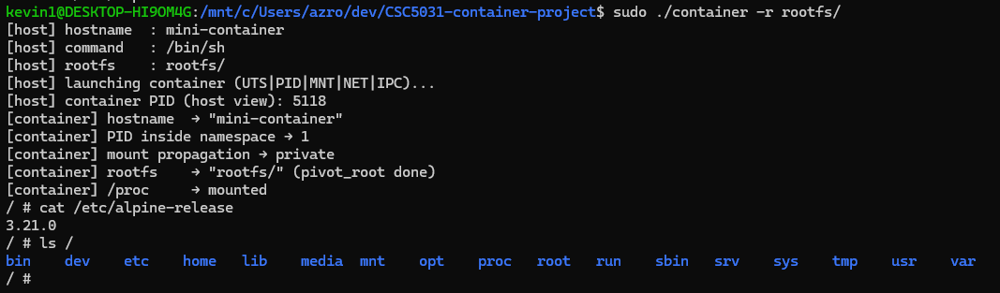 kevin1@DESKTOP-HI9OM4G:/mnt/c/Users/azro/dev/CSC5031-container-project$ sudo ./container -r rootfs/
[host] hostname  : mini-container
[host] command   : /bin/sh
[host] rootfs    : rootfs/
[host] launching container (UTS|PID|MNT|NET|IPC)...
[host] container PID (host view): 5118
[container] hostname  → "mini-container"
[container] PID inside namespace → 1
[container] mount propagation → private
[container] rootfs    → "rootfs/" (pivot_root done)
[container] /proc     → mounted
/ # cat /etc/alpine-release
3.21.0
/ # ls /
bin    dev    etc    home   lib    media  mnt    opt    proc   root   run    sbin   srv    sys    tmp    usr    var
/ #